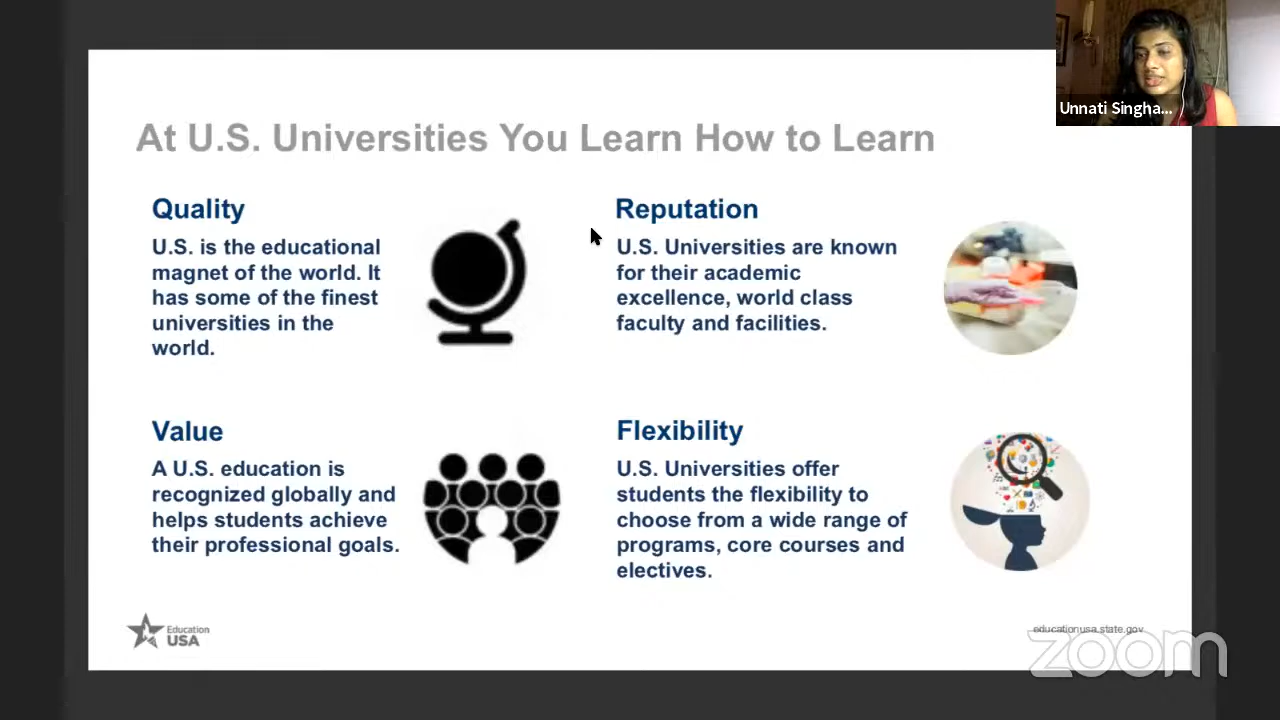 Unnati Singha...
At U.S. Universities You Learn How to Learn
Quality
U.S. is the educational
magnet of the world. It
has some of the finest
universities in the
world.
Reputation
U.S. Universities are known
for their academic
excellence, world class
faculty and facilities.
Value
A U.S. education is
recognized globally and
helps students achieve
their professional goals.
Flexibility
U.S. Universities offer
students the flexibility to
choose from a wide range of
programs, core courses and
electives.
Education
USA
educationusa.state.gov
zoom